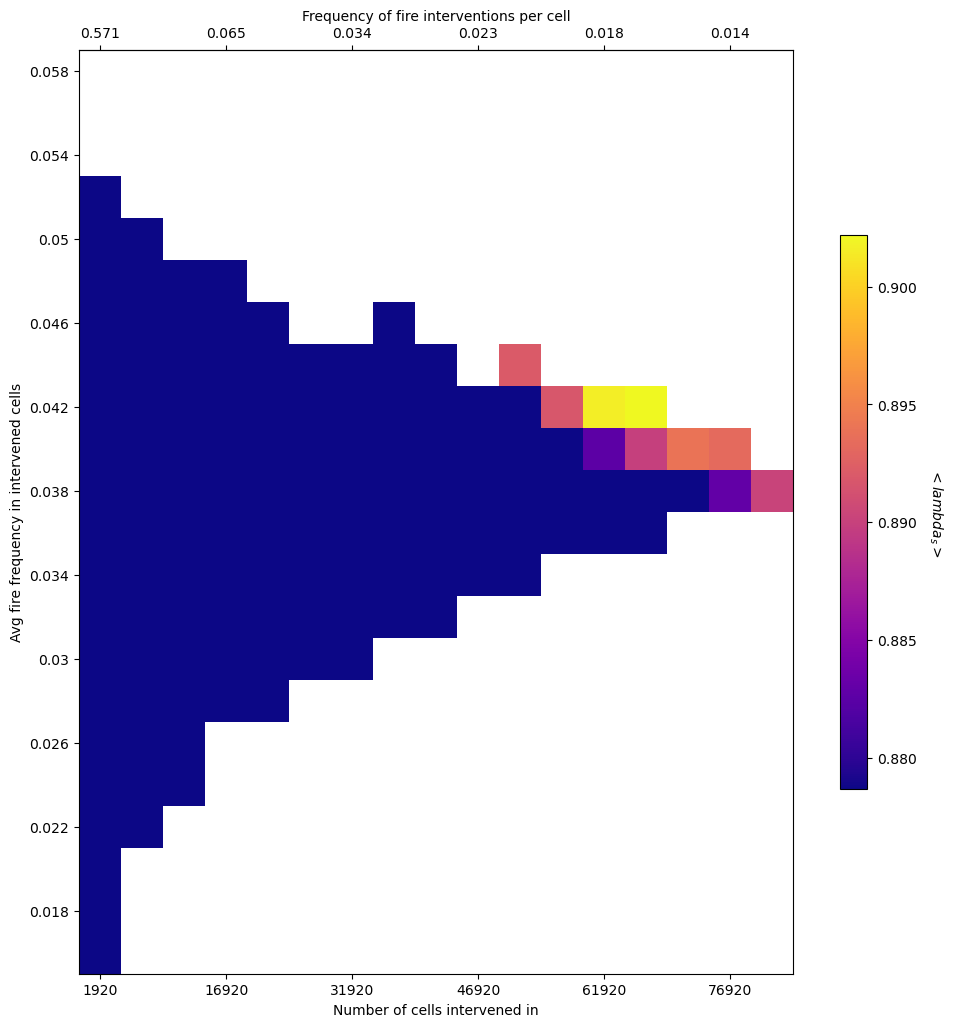 Frequency of fire interventions per cell
0.571 0.065 0.034 0.023 0.018 0.014
0.058
0.054
0.05
0.046
0.042
0.038
0.034
0.03
0.026
0.022
0.018
Avg fire frequency in intervened cells
1920 16920 31920 46920 61920 76920
Number of cells intervened in
0.900
0.895
0.890
0.885
0.880
<lambda_s>